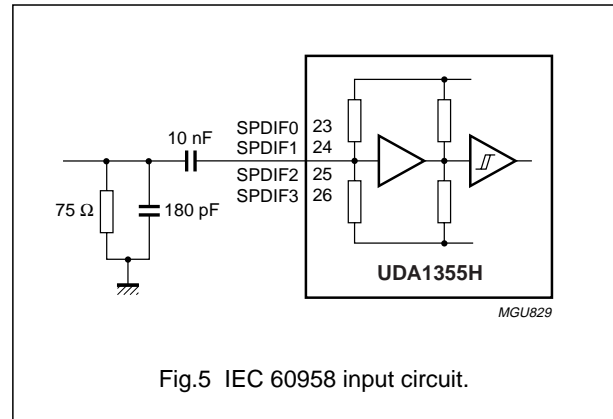 10 nF
SPDIF0 23
SPDIF1 24
SPDIF2 25
SPDIF3 26
75 Ω
180 pF
UDA1355H
MGU829
Fig.5 IEC 60958 input circuit.